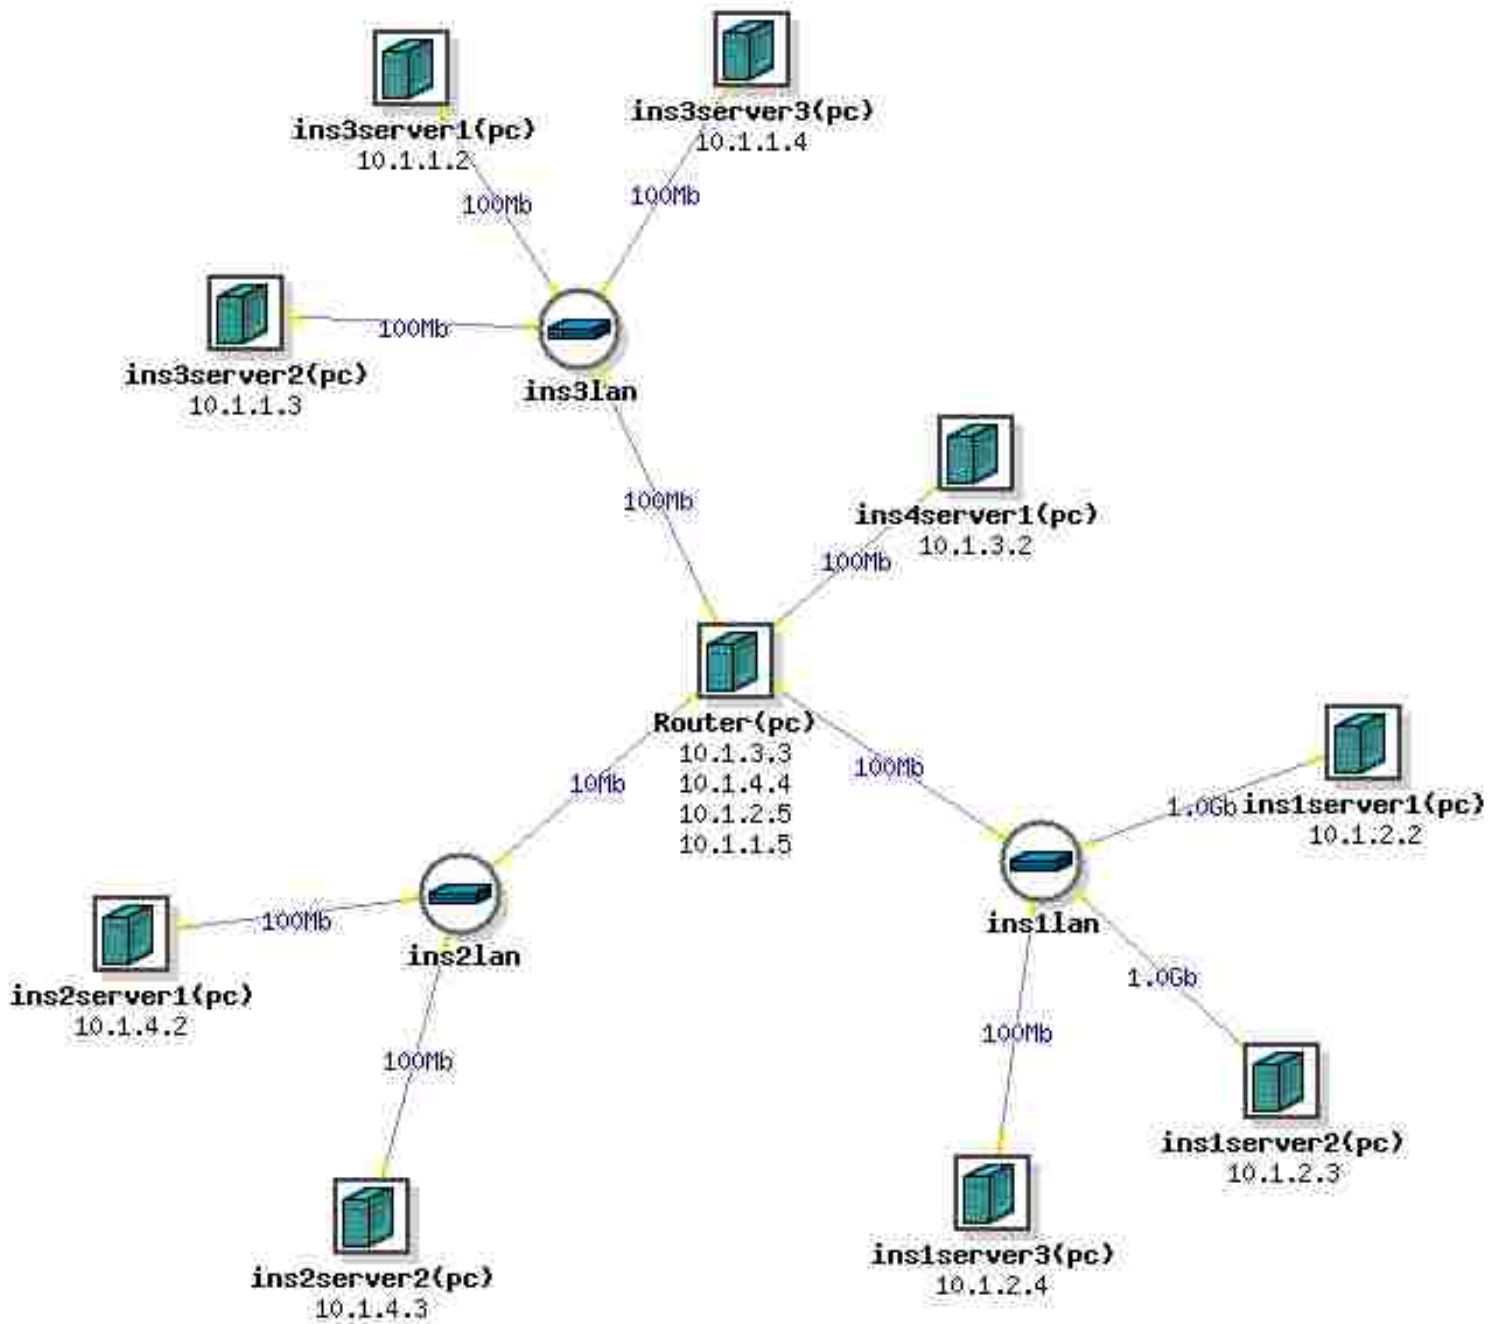 ins3server1(pc)
10.1.1.2
ins3server3(pc)
10.1.1.4
100Mb
100Mb
ins3server2(pc)
10.1.1.3
100Mb
ins3lan
100Mb
ins4server1(pc)
10.1.3.2
100Mb
Router(pc)
10.1.3.3
10.1.4.4
10.1.2.5
10.1.1.5
10Mb
100Mb
1.0Gb
ins1server1(pc)
10.1.2.2
ins1lan
100Mb
ins2lan
ins2server1(pc)
10.1.4.2
1.0Gb
100Mb
100Mb
ins1server2(pc)
10.1.2.3
ins1server3(pc)
10.1.2.4
ins2server2(pc)
10.1.4.3